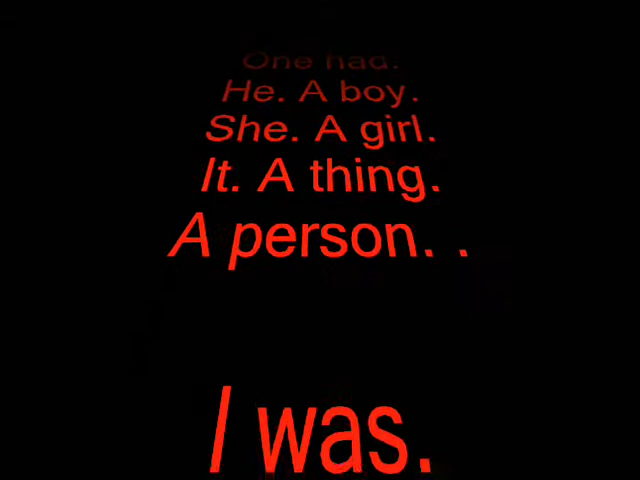 One had.
He. A boy.
She. A girl.
It. A thing.
A person. .
I was.